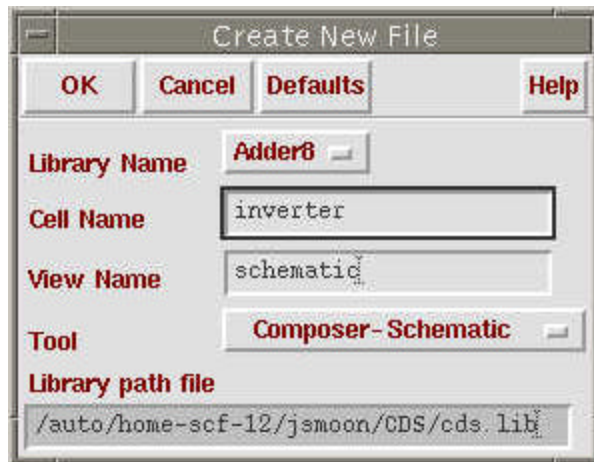 Create New File
OK Cancel Defaults Help
Library Name Adder8
Cell Name inverter
View Name schematic
Tool Composer-Schematic
Library path file
/auto/home-scf-12/jsmoon/CDS/cds.lib